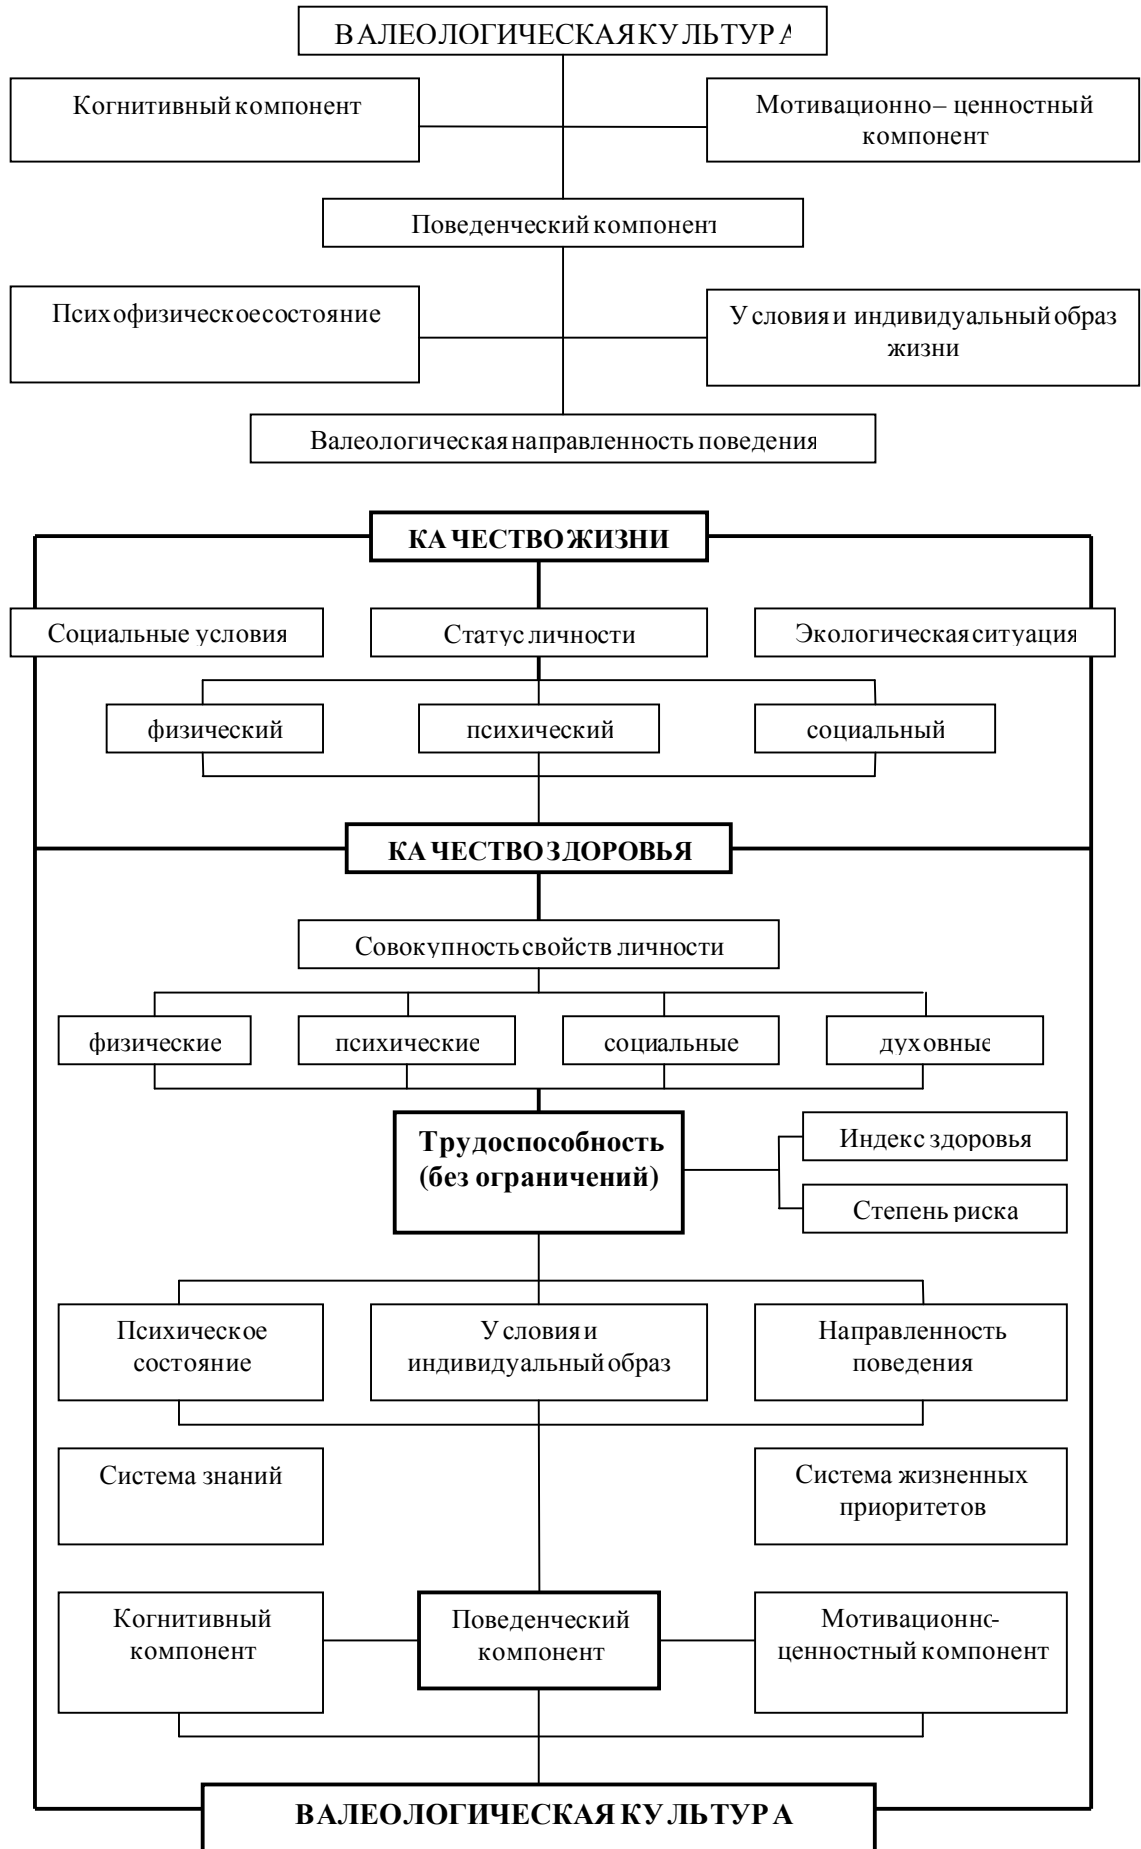 ВАЛЕОЛОГИЧЕСКАЯ КУЛЬТУРА
Когнитивный компонент
Мотивационно – ценностный
компонент
Поведенческий компонент
Психофизическое состояние
Условия и индивидуальный образ
жизни
Валеологическая направленность поведения
КАЧЕСТВО ЖИЗНИ
Социальные условия
Статус личности
Экологическая ситуация
физический
психический
социальный
КАЧЕСТВО ЗДОРОВЬЯ
Совокупность свойств личности
физические
психические
социальные
духовные
Трудоспособность
(без ограничений)
Индекс здоровья
Степень риска
Психическое
состояние
Условия и
индивидуальный образ
Направленность
поведения
Система знаний
Система жизненных
приоритетов
Когнитивный
компонент
Поведенческий
компонент
Мотивационно-
ценностный компонент
ВАЛЕОЛОГИЧЕСКАЯ КУЛЬТУРА